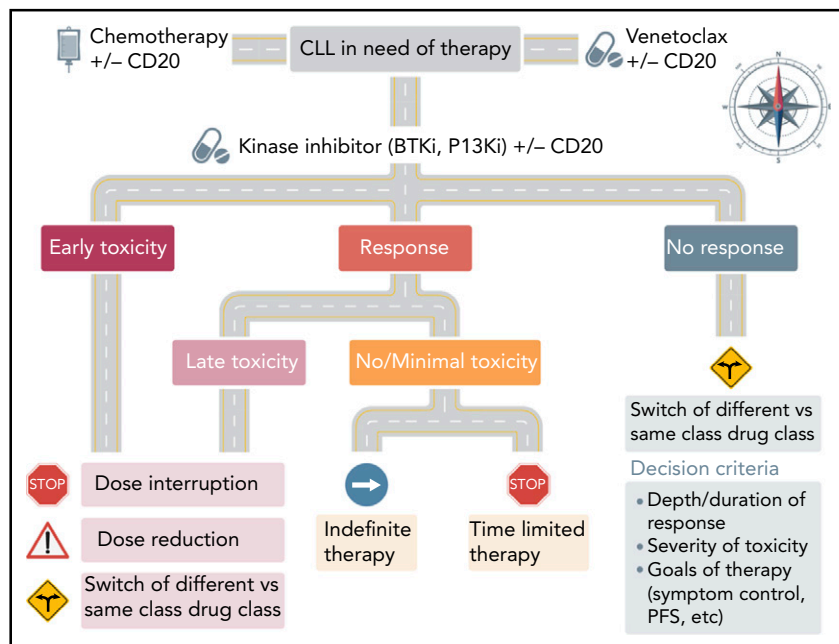 Chemotherapy
+/– CD20
CLL in need of therapy
Venetoclax
+/– CD20
N
E
S
W
Kinase inhibitor (BTKi, P13Ki) +/– CD20
Early toxicity
Response
No response
Late toxicity
No/Minimal toxicity
STOP
Dose interruption
Dose reduction
Switch of different vs
same class drug class
Indefinite
therapy
STOP
Time limited
therapy
Switch of different vs
same class drug class
Decision criteria
• Depth/duration of
response
• Severity of toxicity
• Goals of therapy
(symptom control,
PFS, etc)